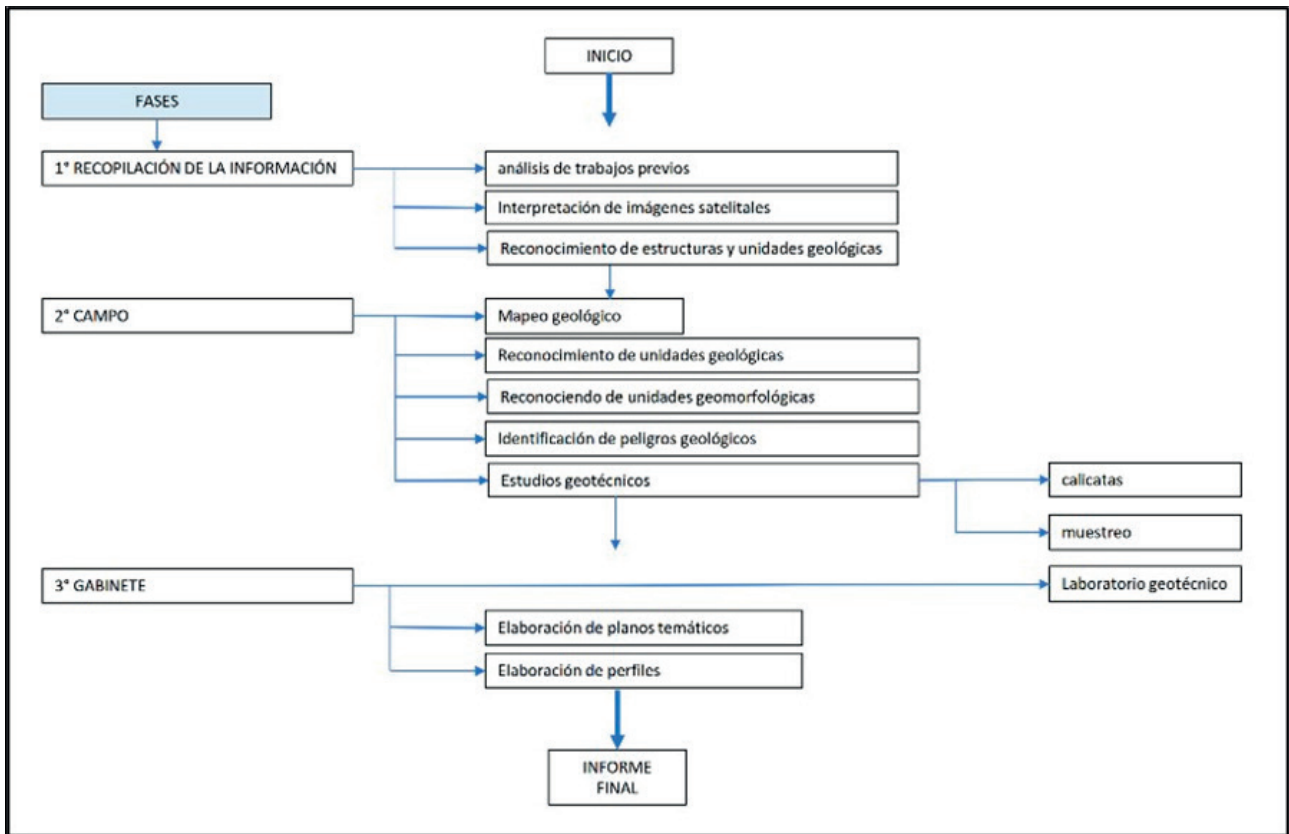 INICIO
FASES
1° RECOPILACIÓN DE LA INFORMACIÓN
análisis de trabajos previos
Interpretación de imágenes satelitales
Reconocimiento de estructuras y unidades geológicas
2° CAMPO
Mapeo geológico
Reconocimiento de unidades geológicas
Reconociendo de unidades geomorfológicas
Identificación de peligros geológicos
Estudios geotécnicos
calicatas
muestreo
3° GABINETE
Laboratorio geotécnico
Elaboración de planos temáticos
Elaboración de perfiles
INFORME
FINAL